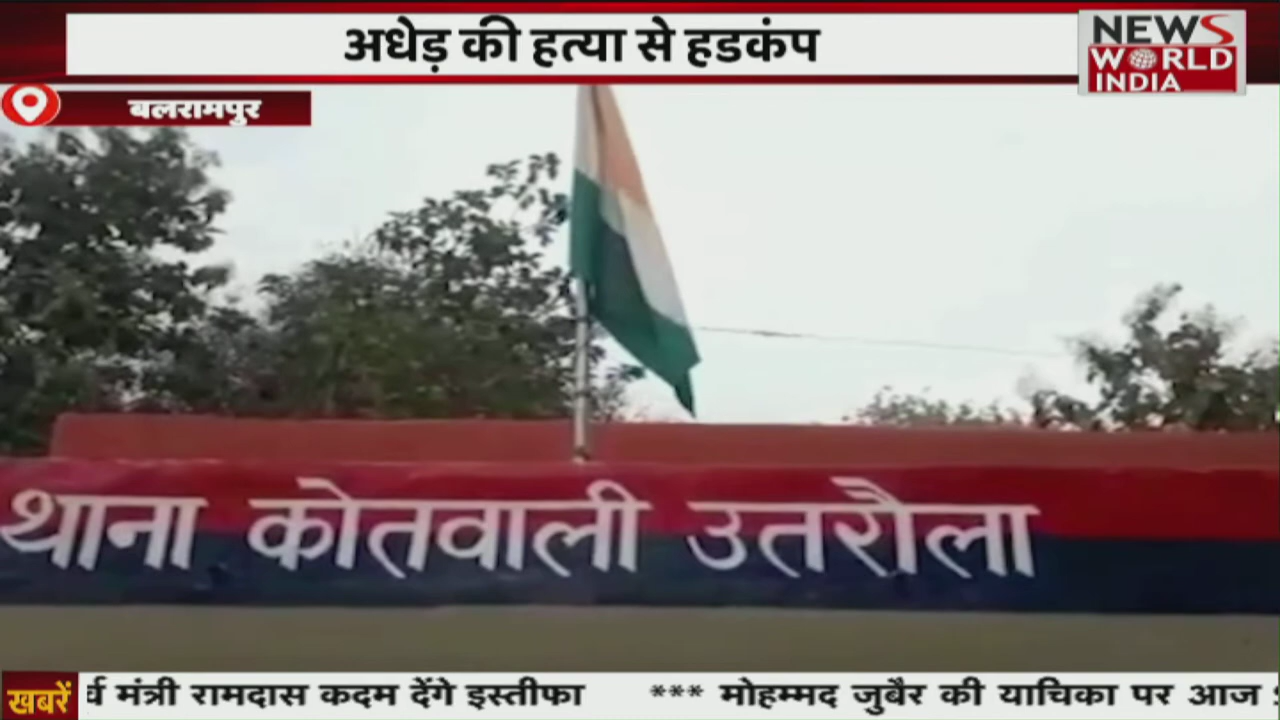 अधेड़ की हत्या से हडकंप
NEWS
WORLD
INDIA
बलरामपुर
थाना कोतवाली उतरौला
खबरें
मंत्री रामदास कदम देंगे इस्तीफा *** मोहम्मद जुबैर की याचिका पर आज